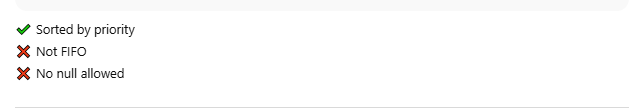 ✔ Sorted by priority
❌ Not FIFO
❌ No null allowed